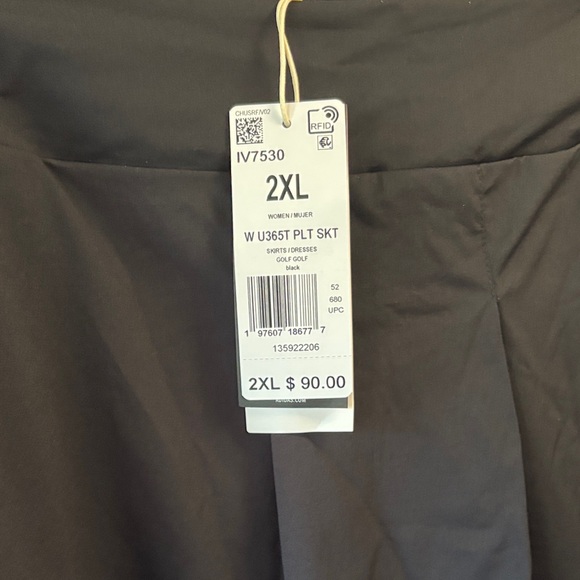 CHUSRFIV02
RFID
IV7530
2XL
WOMEN / MUJER
W U365T PLT SKT
SKIRTS / DRESSES
GOLF GOLF
black
52
680
UPC
1 97607 18677 7
135922206
2XL $ 90.00